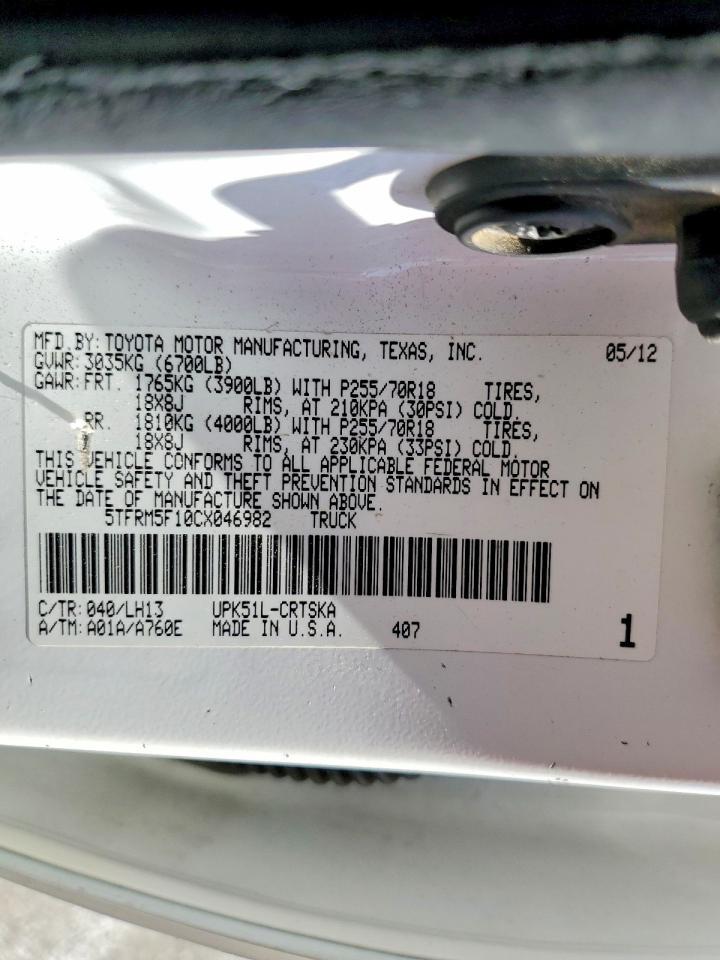 MFD.BY: TOYOTA MOTOR MANUFACTURING, TEXAS, INC. 05/12
GVWR: 3035KG (6700LB)
GAWR: FRT. 1765KG (3900LB) WITH P255/70R18 TIRES,
18X8J RIMS, AT 210KPA (30PSI) COLD.
RR. 1810KG (4000LB) WITH P255/70R18 TIRES,
18X8J RIMS, AT 230KPA (33PSI) COLD.
THIS VEHICLE CONFORMS TO ALL APPLICABLE FEDERAL MOTOR
VEHICLE SAFETY AND THEFT PREVENTION STANDARDS IN EFFECT ON
THE DATE OF MANUFACTURE SHOWN ABOVE.
5TFRM5F10CX046982 TRUCK
C/TR: 040/LH13 UPK51L-CRTSKA
A/TM: A01A/A760E MADE IN U.S.A. 407 1